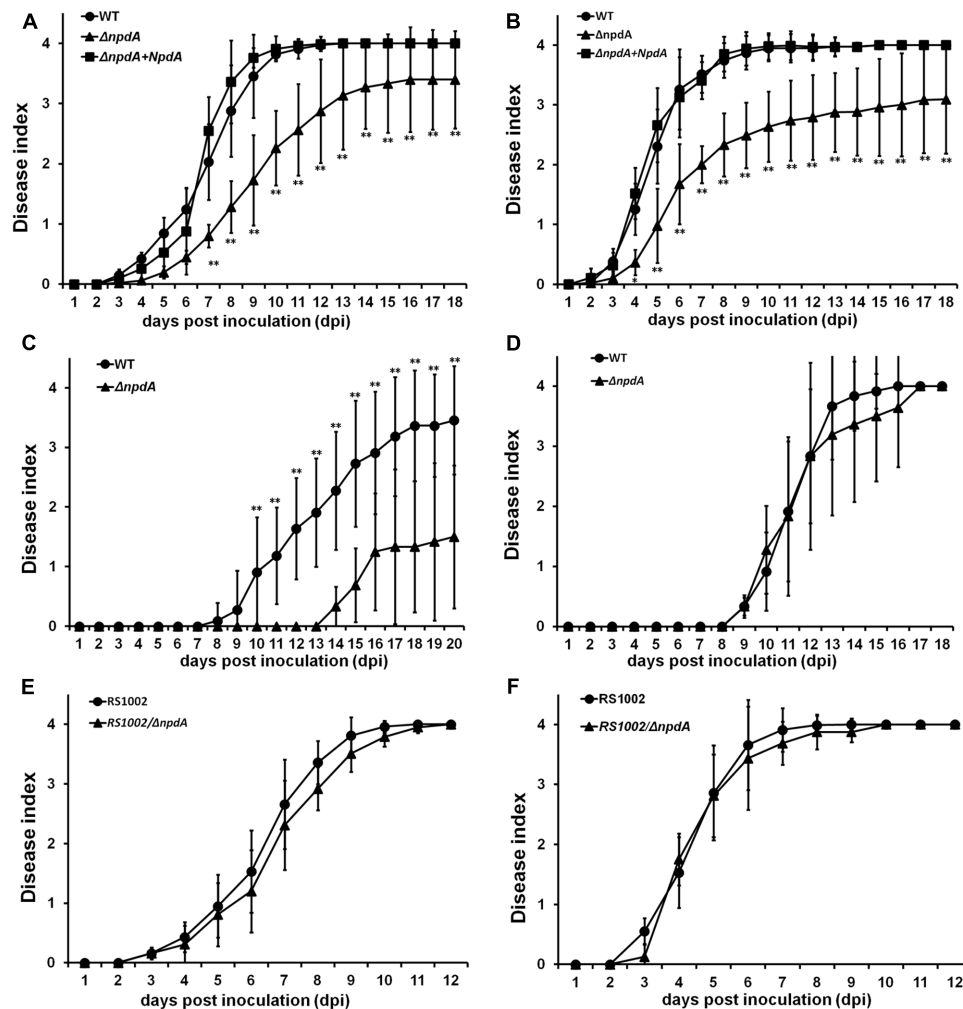 A
WT
ΔnpdA
ΔnpdA+NpdA
Disease index
4
3
2
1
0
** ** ** ** ** ** ** ** ** ** ** **
1 2 3 4 5 6 7 8 9 10 11 12 13 14 15 16 17 18
days post inoculation (dpi)
B
WT
ΔnpdA
ΔnpdA+NpdA
Disease index
4
3
2
1
0
* ** ** ** ** ** ** ** ** ** ** ** ** ** **
1 2 3 4 5 6 7 8 9 10 11 12 13 14 15 16 17 18
days post inoculation (dpi)
C
WT
ΔnpdA
Disease index
4
3
2
1
0
** ** ** ** ** ** ** ** ** ** **
1 2 3 4 5 6 7 8 9 10 11 12 13 14 15 16 17 18 19 20
days post inoculation (dpi)
D
WT
ΔnpdA
Disease index
4
3
2
1
0
1 2 3 4 5 6 7 8 9 10 11 12 13 14 15 16 17 18
days post inoculation (dpi)
E
RS1002
RS1002/ΔnpdA
Disease index
4
3
2
1
0
1 2 3 4 5 6 7 8 9 10 11 12
days post inoculation (dpi)
F
RS1002
RS1002/ΔnpdA
Disease index
4
3
2
1
0
1 2 3 4 5 6 7 8 9 10 11 12
days post inoculation (dpi)